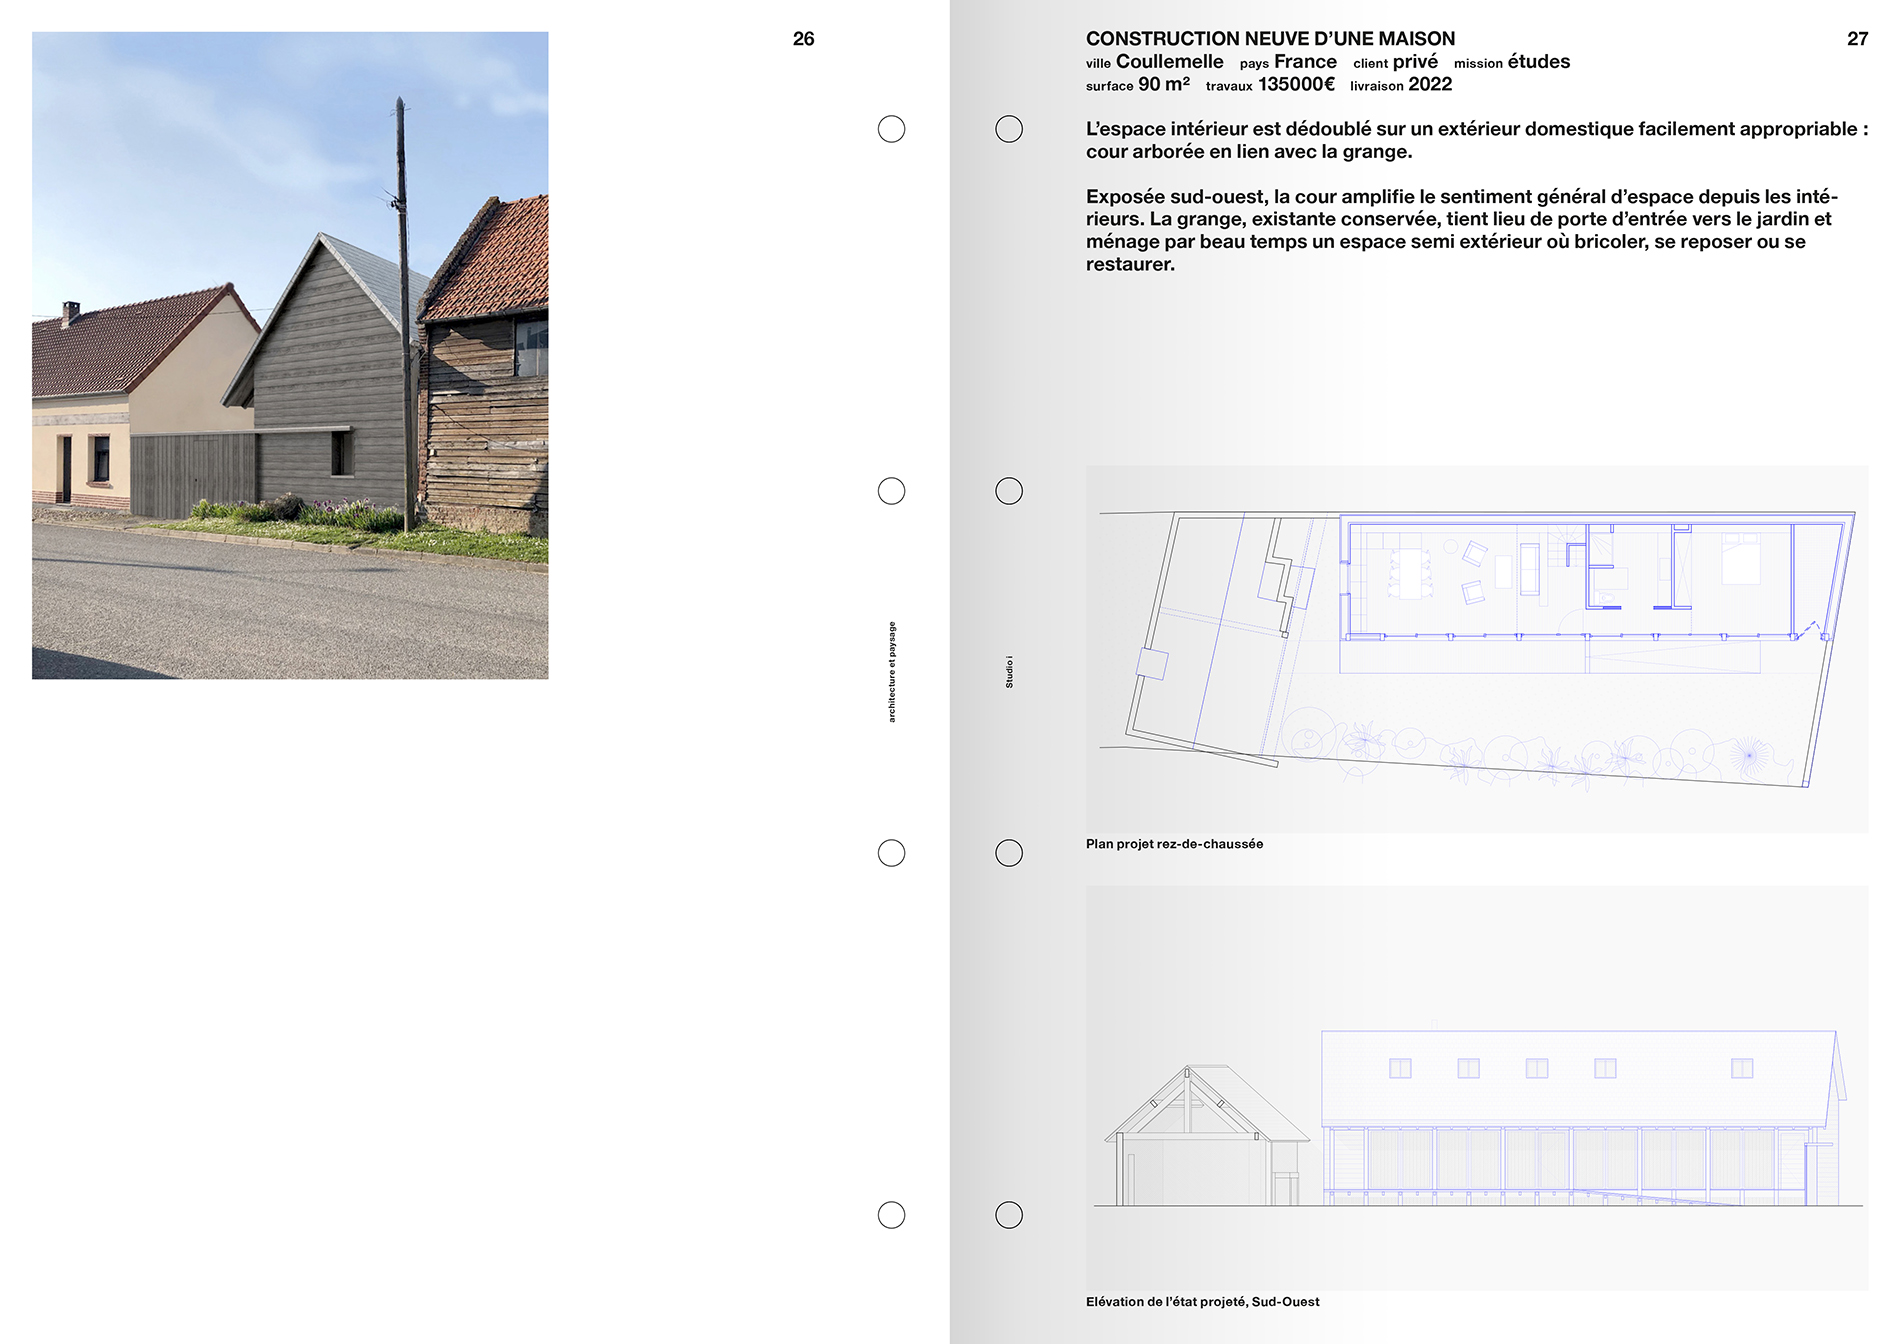 26
architecture et paysage
Studio i
CONSTRUCTION NEUVE D’UNE MAISON
27
ville Coullemelle pays France client privé mission études
surface 90 m² travaux 135000€ livraison 2022
L’espace intérieur est dédoublé sur un extérieur domestique facilement appropriable :
cour arborée en lien avec la grange.
Exposée sud-ouest, la cour amplifie le sentiment général d’espace depuis les inté-
rieurs. La grange, existante conservée, tient lieu de porte d’entrée vers le jardin et
ménage par beau temps un espace semi extérieur où bricoler, se reposer ou se
restaurer.
Plan projet rez-de-chaussée
Elévation de l’état projeté, Sud-Ouest